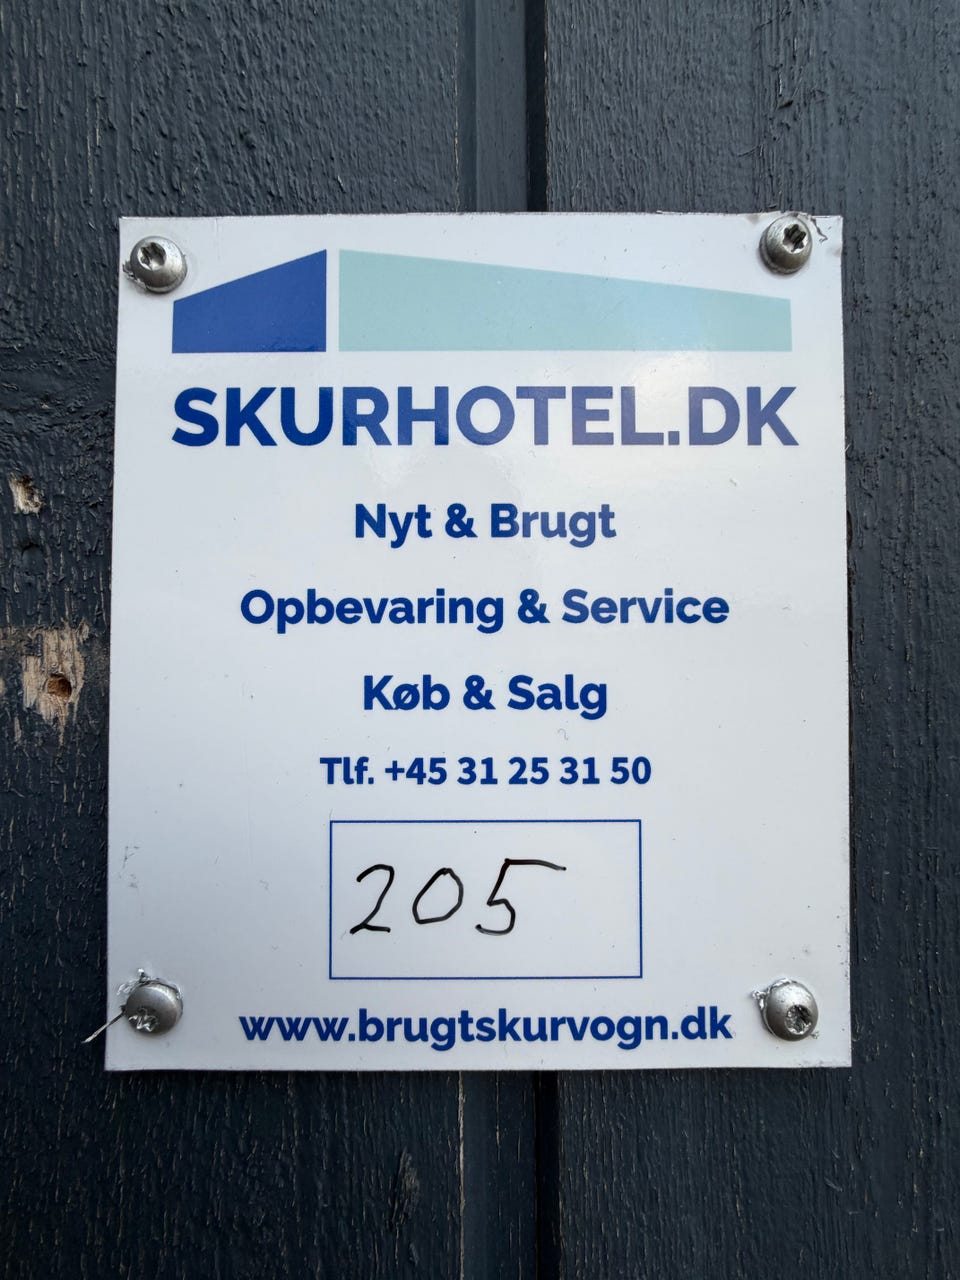 SKURHOTEL.DK
Nyt & Brugt
Opbevaring & Service
Køb & Salg
Tlf. +45 31 25 31 50
205
www.brugtskurvogn.dk